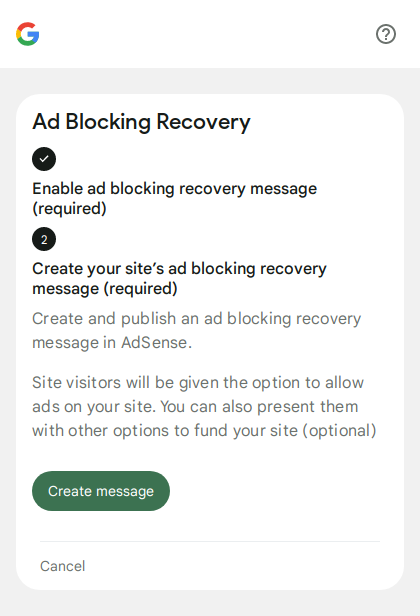 Ad Blocking Recovery
Enable ad blocking recovery message
(required)
2
Create your site’s ad blocking recovery
message (required)
Create and publish an ad blocking recovery
message in AdSense.
Site visitors will be given the option to allow
ads on your site. You can also present them
with other options to fund your site (optional)
Create message
Cancel